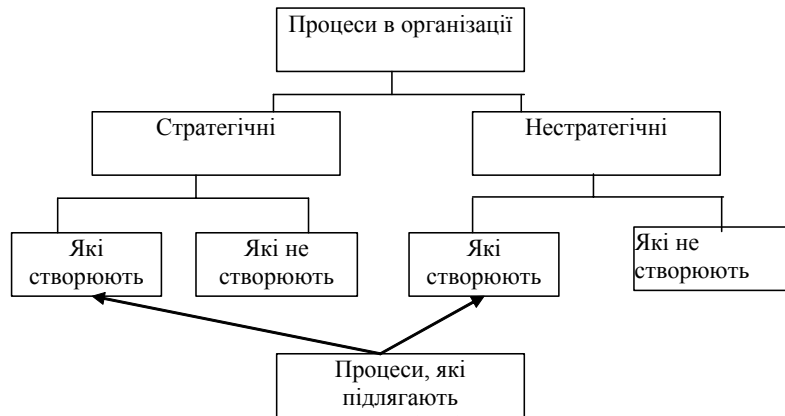 Процеси в організації
Стратегічні
Нестратегічні
Які
створюють
Які не
створюють
Які
створюють
Які не
створюють
Процеси, які
підлягають